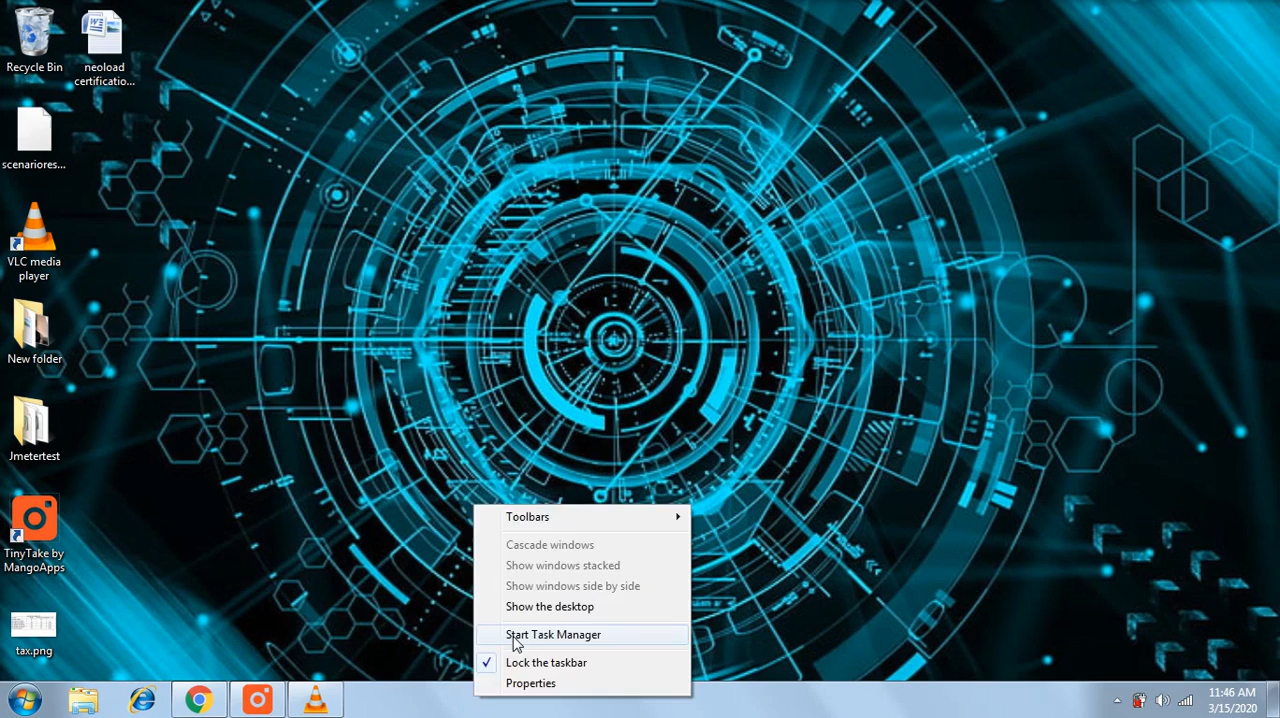 Recycle Bin
neoload
certificatio...
scenariores...
VLC media
player
New folder
Jmetertest
TinyTake by
MangoApps
tax.png
Toolbars
Cascade windows
Show windows stacked
Show windows side by side
Show the desktop
Start Task Manager
Lock the taskbar
Properties
11:46 AM
3/15/2020